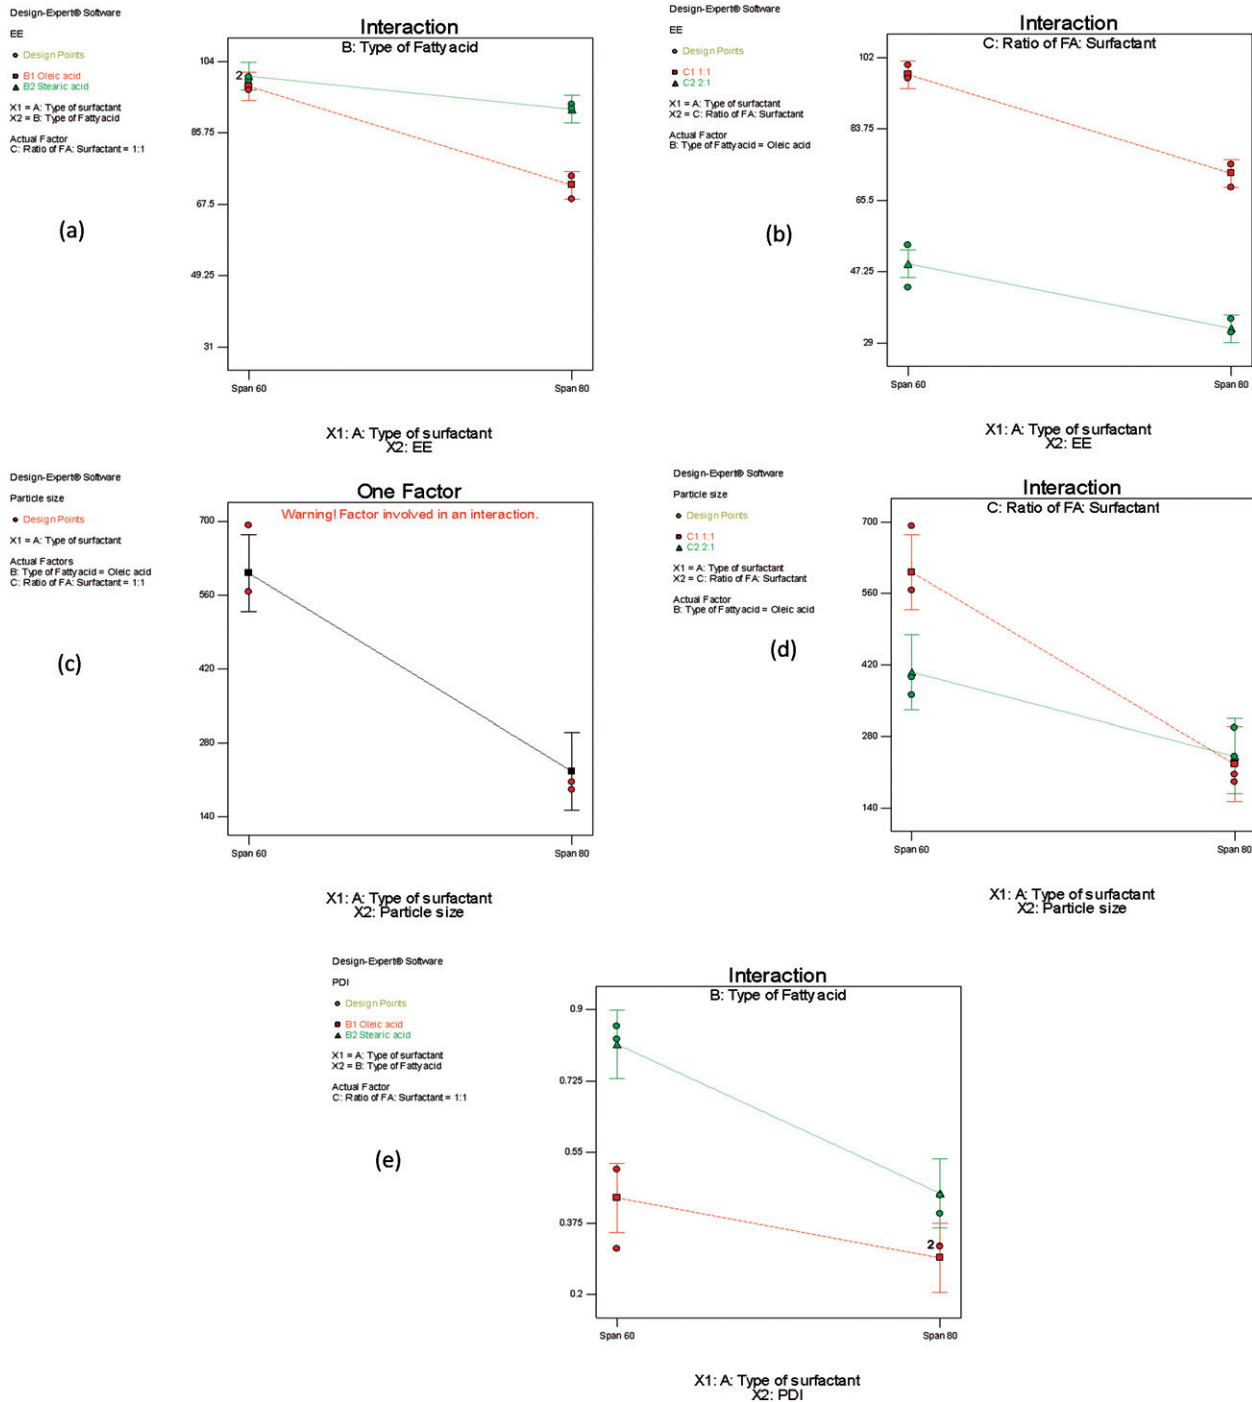 Design-Expert® Software
EE
Design Points
B1 Oleic acid
B2 Stearic acid
X1 = A: Type of surfactant
X2 = B: Type of Fatty acid
Actual Factor
C: Ratio of FA: Surfactant = 1:1
(a)
Interaction
B: Type of Fatty acid
104
85.75
67.5
49.25
31
2
Span 60
Span 80
X1: A: Type of surfactant
X2: EE
Design-Expert® Software
EE
Design Points
C1 1:1
C2 2:1
X1 = A: Type of surfactant
X2 = C: Ratio of FA: Surfactant
Actual Factor
B: Type of Fatty acid = Oleic acid
(b)
Interaction
C: Ratio of FA: Surfactant
102
83.75
65.5
47.25
29
Span 60
Span 80
X1: A: Type of surfactant
X2: EE
Design-Expert® Software
Particle size
Design Points
X1 = A: Type of surfactant
Actual Factors
B: Type of Fatty acid = Oleic acid
C: Ratio of FA: Surfactant = 1:1
(c)
One Factor
Warning! Factor involved in an interaction.
700
560
420
280
140
Span 60
Span 80
X1: A: Type of surfactant
X2: Particle size
Design-Expert® Software
Particle size
Design Points
C1 1:1
C2 2:1
X1 = A: Type of surfactant
X2 = C: Ratio of FA: Surfactant
Actual Factor
B: Type of Fatty acid = Oleic acid
(d)
Interaction
C: Ratio of FA: Surfactant
700
560
420
280
140
Span 60
Span 80
X1: A: Type of surfactant
X2: Particle size
Design-Expert® Software
PDI
Design Points
B1 Oleic acid
B2 Stearic acid
X1 = A: Type of surfactant
X2 = B: Type of Fatty acid
Actual Factor
C: Ratio of FA: Surfactant = 1:1
(e)
Interaction
B: Type of Fatty acid
0.9
0.725
0.55
0.375
0.2
2
Span 60
Span 80
X1: A: Type of surfactant
X2: PDI